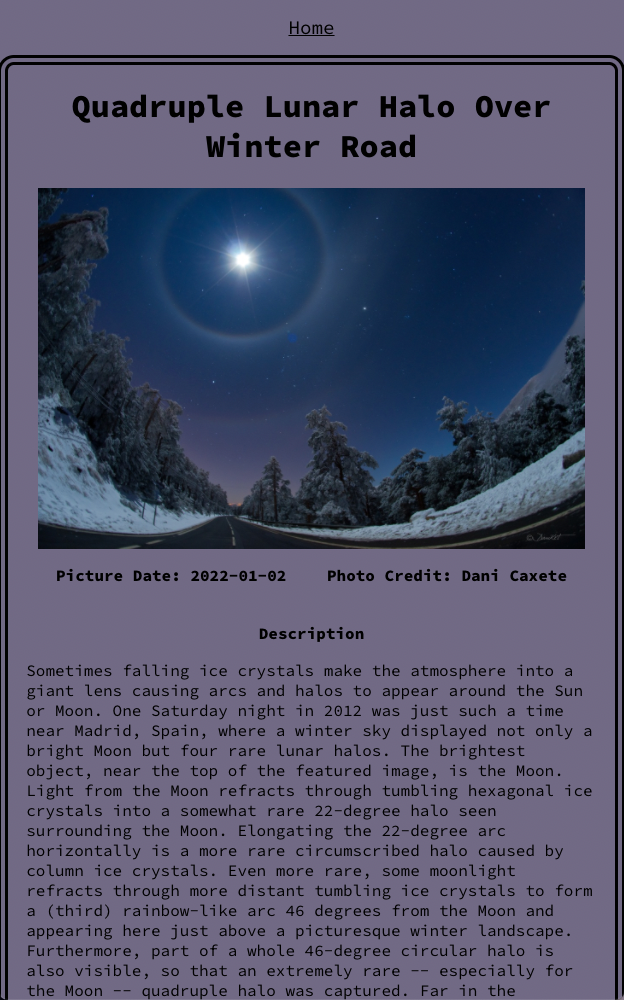 Home
Quadruple Lunar Halo Over
Winter Road
Picture Date: 2022-01-02 Photo Credit: Dani Caxete
Description
Sometimes falling ice crystals make the atmosphere into a
giant lens causing arcs and halos to appear around the Sun
or Moon. One Saturday night in 2012 was just such a time
near Madrid, Spain, where a winter sky displayed not only a
bright Moon but four rare lunar halos. The brightest
object, near the top of the featured image, is the Moon.
Light from the Moon refracts through tumbling hexagonal ice
crystals into a somewhat rare 22-degree halo seen
surrounding the Moon. Elongating the 22-degree arc
horizontally is a more rare circumscribed halo caused by
column ice crystals. Even more rare, some moonlight
refracts through more distant tumbling ice crystals to form
a (third) rainbow-like arc 46 degrees from the Moon and
appearing here just above a picturesque winter landscape.
Furthermore, part of a whole 46-degree circular halo is
also visible, so that an extremely rare -- especially for
the Moon -- quadruple halo was captured. Far in the